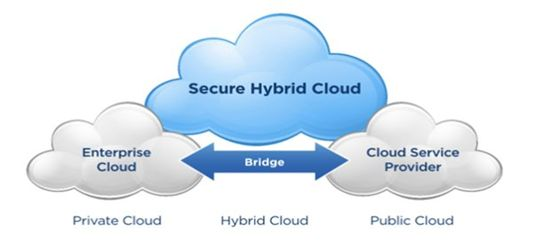 Secure Hybrid Cloud
Enterprise
Cloud
Bridge
Cloud Service
Provider
Private Cloud
Hybrid Cloud
Public Cloud